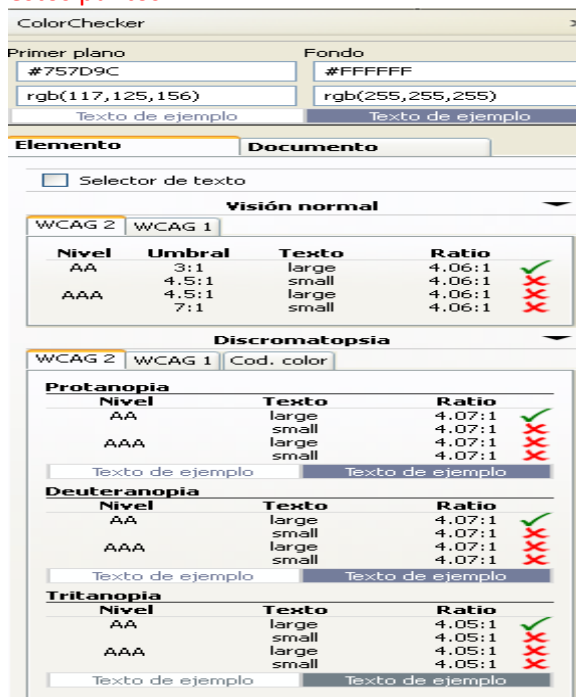 ColorChecker
Primer plano Fondo
#757D9C #FFFFFF
rgb(117,125,156) rgb(255,255,255)
Texto de ejemplo Texto de ejemplo
Elemento Documento
Selector de texto
Visión normal
WCAG 2 WCAG 1
Nivel Umbral Texto Ratio
AA 3:1 large 4.06:1
4.5:1 small 4.06:1
AAA 4.5:1 large 4.06:1
7:1 small 4.06:1
Discromatopsia
WCAG 2 WCAG 1 Cod. color
Protanopia
Nivel Texto Ratio
AA large 4.07:1
small 4.07:1
AAA large 4.07:1
small 4.07:1
Texto de ejemplo Texto de ejemplo
Deuteranopia
Nivel Texto Ratio
AA large 4.07:1
small 4.07:1
AAA large 4.07:1
small 4.07:1
Texto de ejemplo Texto de ejemplo
Tritanopia
Nivel Texto Ratio
AA large 4.05:1
small 4.05:1
AAA large 4.05:1
small 4.05:1
Texto de ejemplo Texto de ejemplo